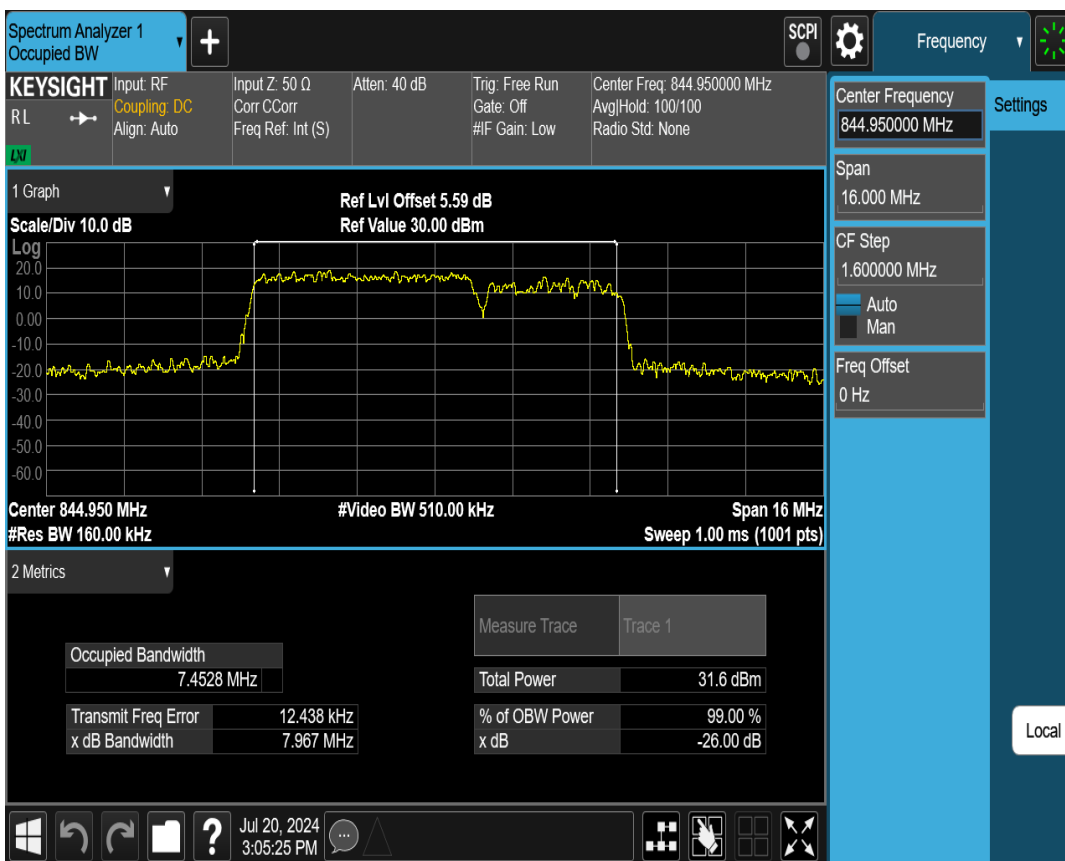 Spectrum Analyzer 1
Occupied BW
+
SCPI
Frequency
KEYSIGHT
RL
LXI
Input: RF
Coupling: DC
Align: Auto
Input Z: 50 Ω
Corr CCorr
Freq Ref: Int (S)
Atten: 40 dB
Trig: Free Run
Gate: Off
#IF Gain: Low
Center Freq: 844.950000 MHz
Avg|Hold: 100/100
Radio Std: None
Center Frequency
844.950000 MHz
Settings
Span
16.000 MHz
CF Step
1.600000 MHz
Auto
Man
Freq Offset
0 Hz
1 Graph
Scale/Div 10.0 dB
Ref Lvl Offset 5.59 dB
Ref Value 30.00 dBm
Log
20.0
10.0
0.00
-10.0
-20.0
-30.0
-40.0
-50.0
-60.0
Center 844.950 MHz
#Video BW 510.00 kHz
Span 16 MHz
#Res BW 160.00 kHz
Sweep 1.00 ms (1001 pts)
2 Metrics
Measure Trace
Trace 1
Occupied Bandwidth
7.4528 MHz
Total Power
31.6 dBm
Transmit Freq Error
12.438 kHz
% of OBW Power
99.00 %
x dB Bandwidth
7.967 MHz
x dB
-26.00 dB
Local
?
Jul 20, 2024
3:05:25 PM